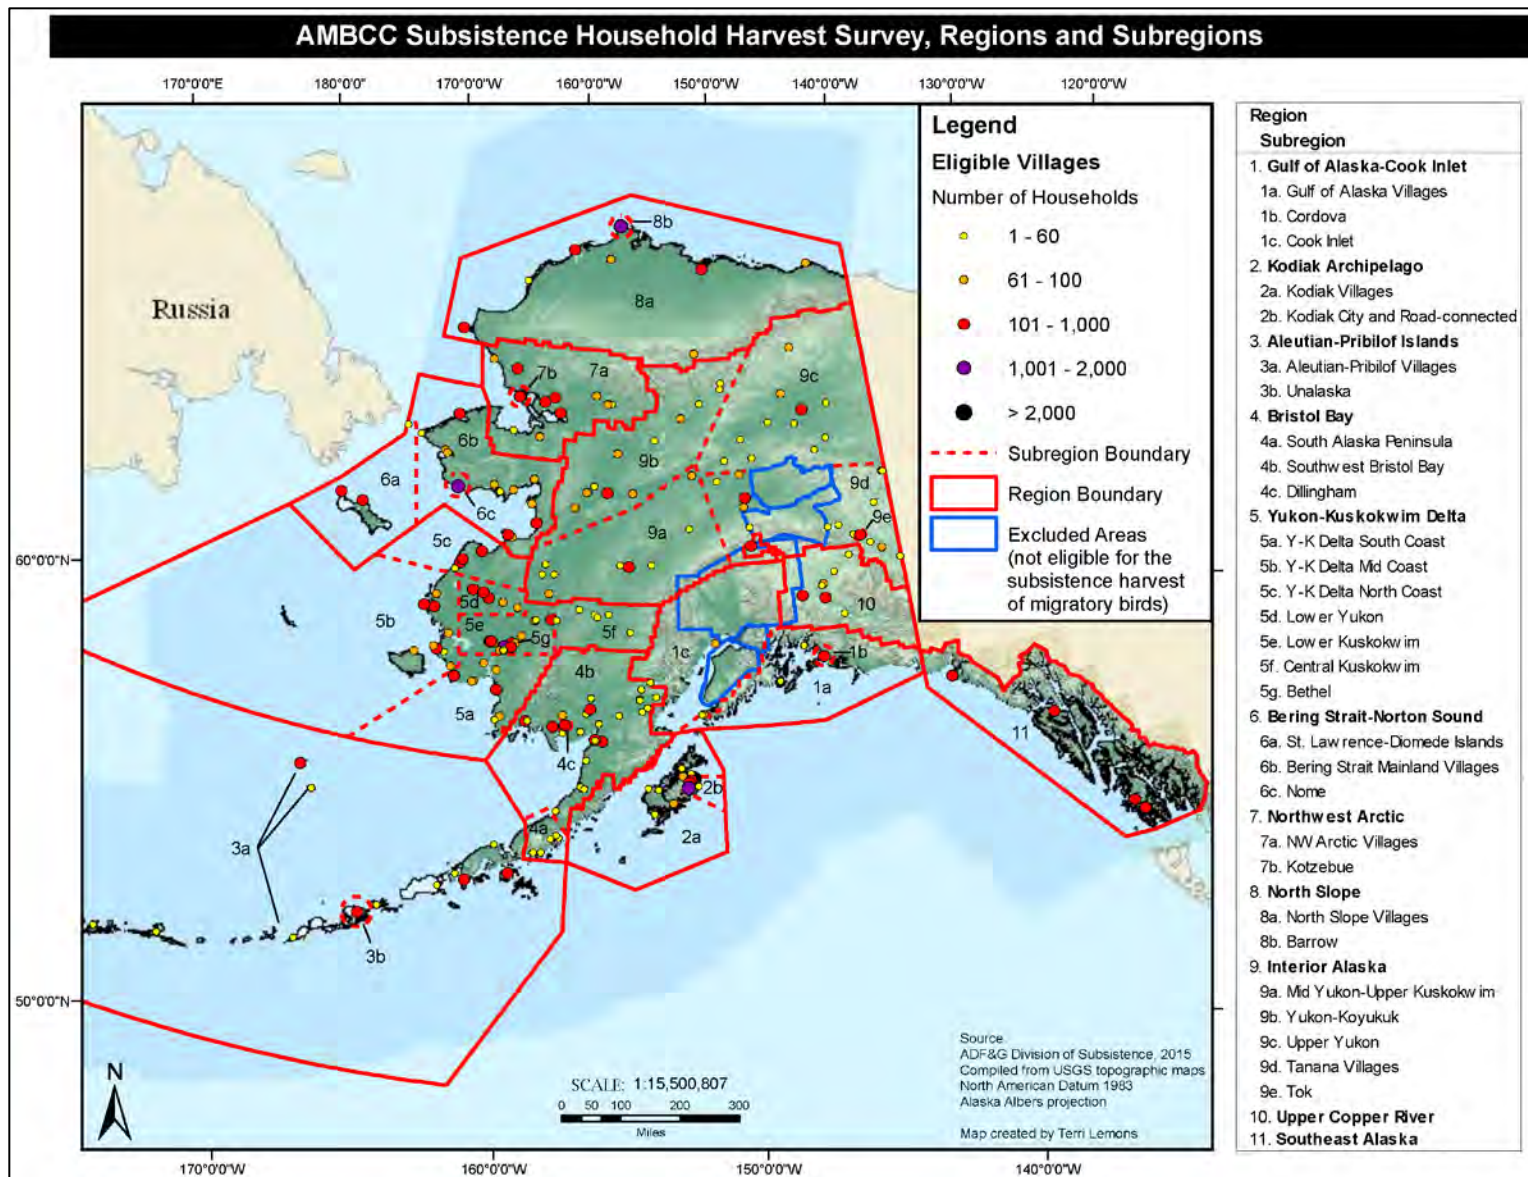 AMBCC Subsistence Household Harvest Survey, Regions and Subregions
170°0'0"E 180°0'0"W 170°0'0"W 160°0'0"W 150°0'0"W 140°0'0"W 130°0'0"W 120°0'0"W
Russia
8b
8a
7b
7a
9c
6b
9b
6a
6c
9d
9e
5c
9a
60°0'0"N
5d
10
5b
5e
5g
5f
1c
1b
4b
1a
5a
11
4c
2b
4a
2a
3a
3b
50°0'0"N
N
SCALE: 1:15,500,807
0 50 100 200 300
Miles
170°0'0"W 160°0'0"W 150°0'0"W 140°0'0"W
Legend
Eligible Villages
Number of Households
1 - 60
61 - 100
101 - 1,000
1,001 - 2,000
> 2,000
Subregion Boundary
Region Boundary
Excluded Areas
(not eligible for the
subsistence harvest
of migratory birds)
Source
ADF&G Division of Subsistence, 2015
Compiled from USGS topographic maps
North American Datum 1983
Alaska Albers projection
Map created by Terri Lemons
Region
Subregion
1. Gulf of Alaska-Cook Inlet
1a. Gulf of Alaska Villages
1b. Cordova
1c. Cook Inlet
2. Kodiak Archipelago
2a. Kodiak Villages
2b. Kodiak City and Road-connected
3. Aleutian-Pribilof Islands
3a. Aleutian-Pribilof Villages
3b. Unalaska
4. Bristol Bay
4a. South Alaska Peninsula
4b. Southwest Bristol Bay
4c. Dillingham
5. Yukon-Kuskokwim Delta
5a. Y-K Delta South Coast
5b. Y-K Delta Mid Coast
5c. Y-K Delta North Coast
5d. Lower Yukon
5e. Lower Kuskokwim
5f. Central Kuskokwim
5g. Bethel
6. Bering Strait-Norton Sound
6a. St. Lawrence-Diomede Islands
6b. Bering Strait Mainland Villages
6c. Nome
7. Northwest Arctic
7a. NW Arctic Villages
7b. Kotzebue
8. North Slope
8a. North Slope Villages
8b. Barrow
9. Interior Alaska
9a. Mid Yukon-Upper Kuskokwim
9b. Yukon-Koyukuk
9c. Upper Yukon
9d. Tanana Villages
9e. Tok
10. Upper Copper River
11. Southeast Alaska